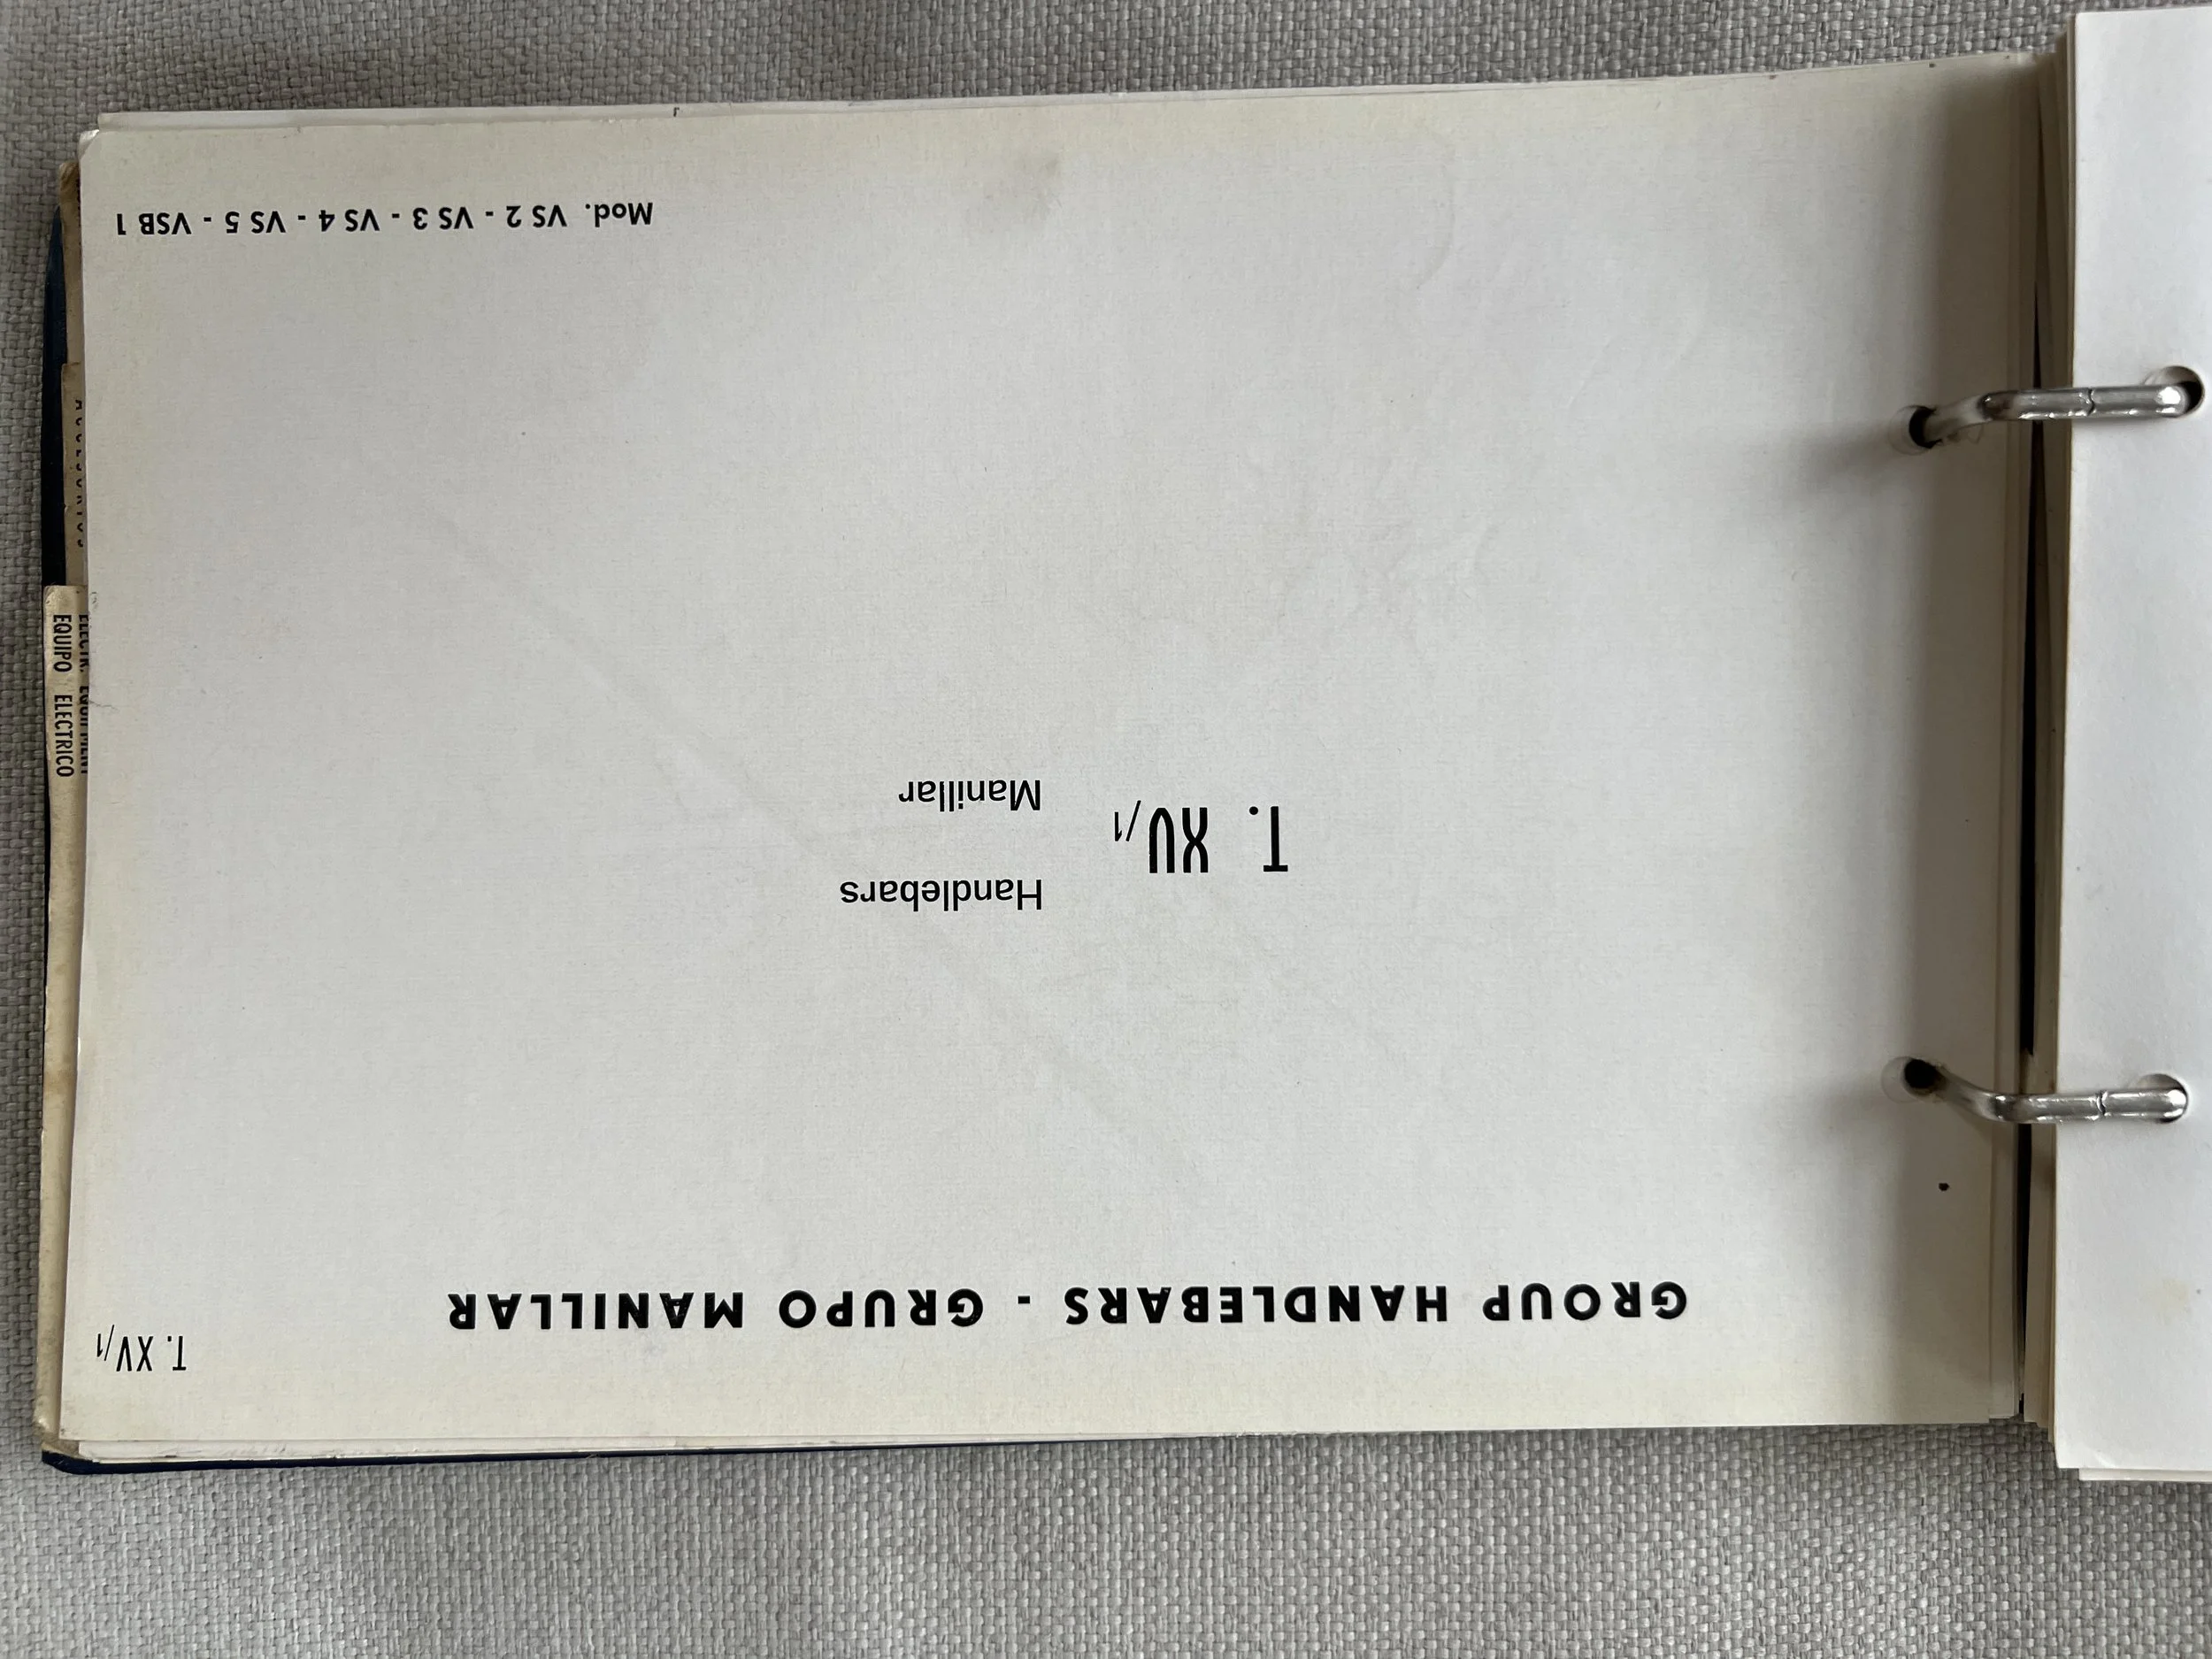 T. XV/1
GROUP HANDLEBARS - GRUPO MANILLAR
T. XV/1
Handlebars
Manillar
Mod. VS 2 - VS 3 - VS 4 - VS 5 - VSB 1
EQUIPO ELECTRICO